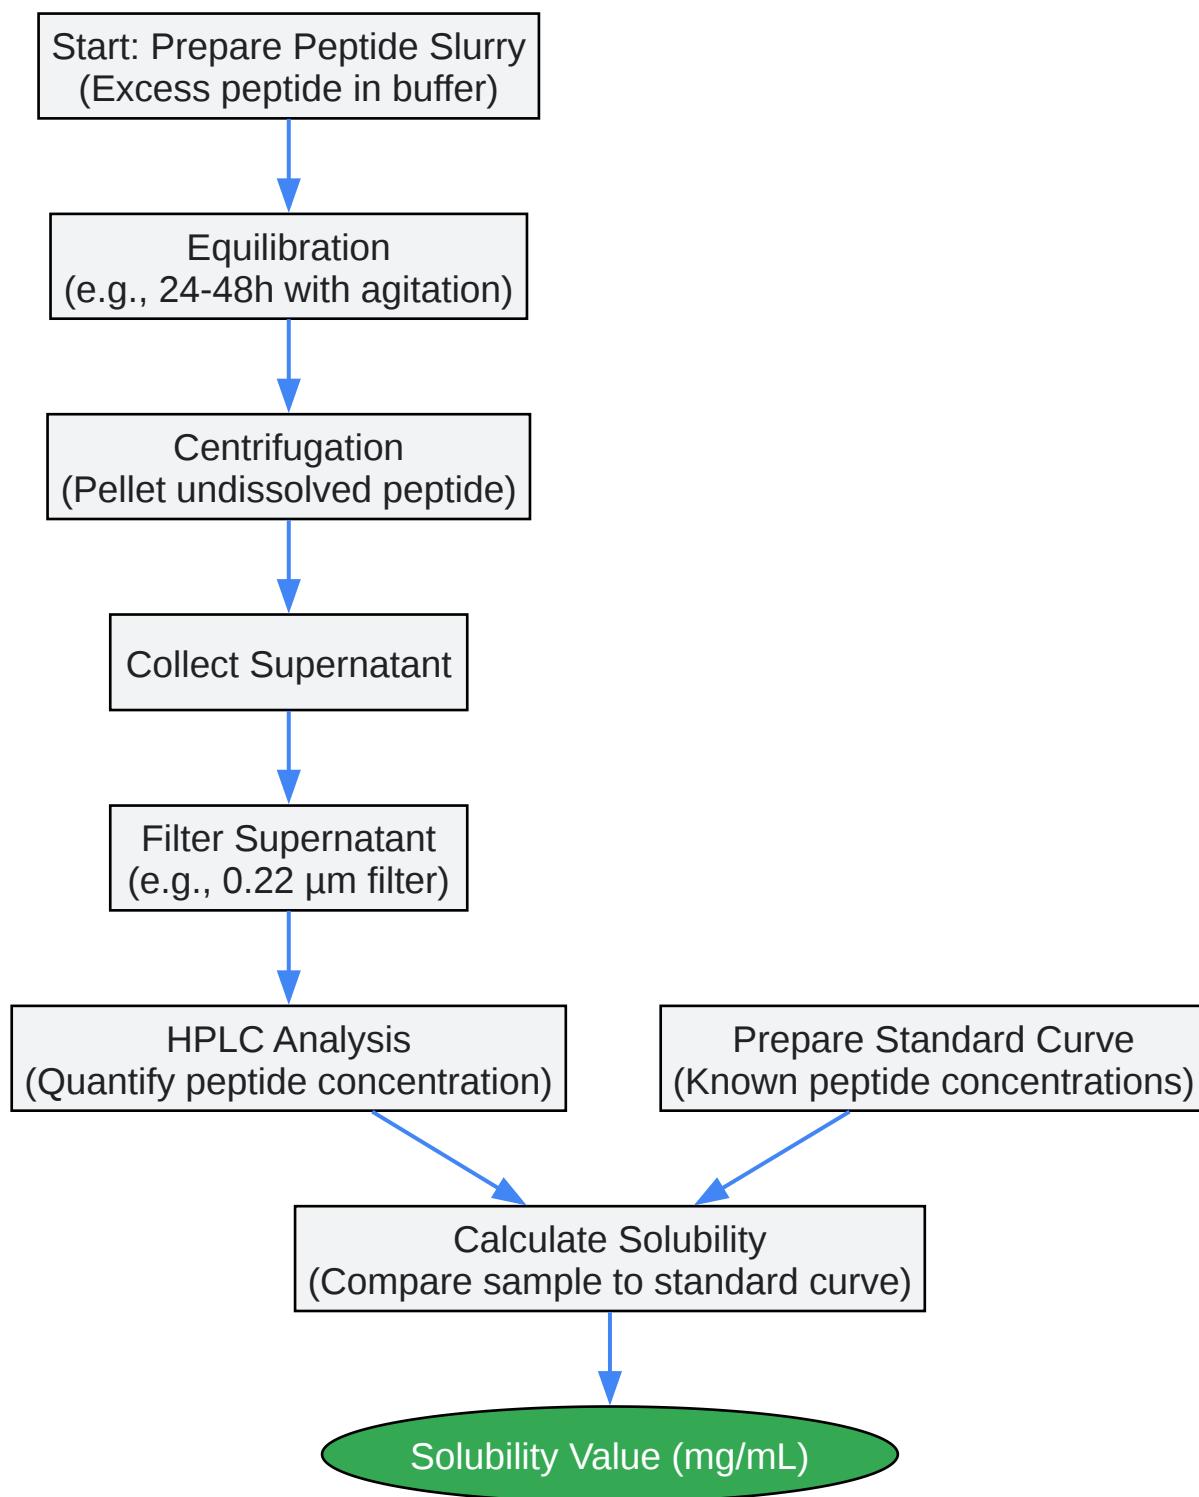 Start: Prepare Peptide Slurry
(Excess peptide in buffer)
Equilibration
(e.g., 24-48h with agitation)
Centrifugation
(Pellet undissolved peptide)
Collect Supernatant
Filter Supernatant
(e.g., 0.22 µm filter)
HPLC Analysis
(Quantify peptide concentration)
Prepare Standard Curve
(Known peptide concentrations)
Calculate Solubility
(Compare sample to standard curve)
Solubility Value (mg/mL)